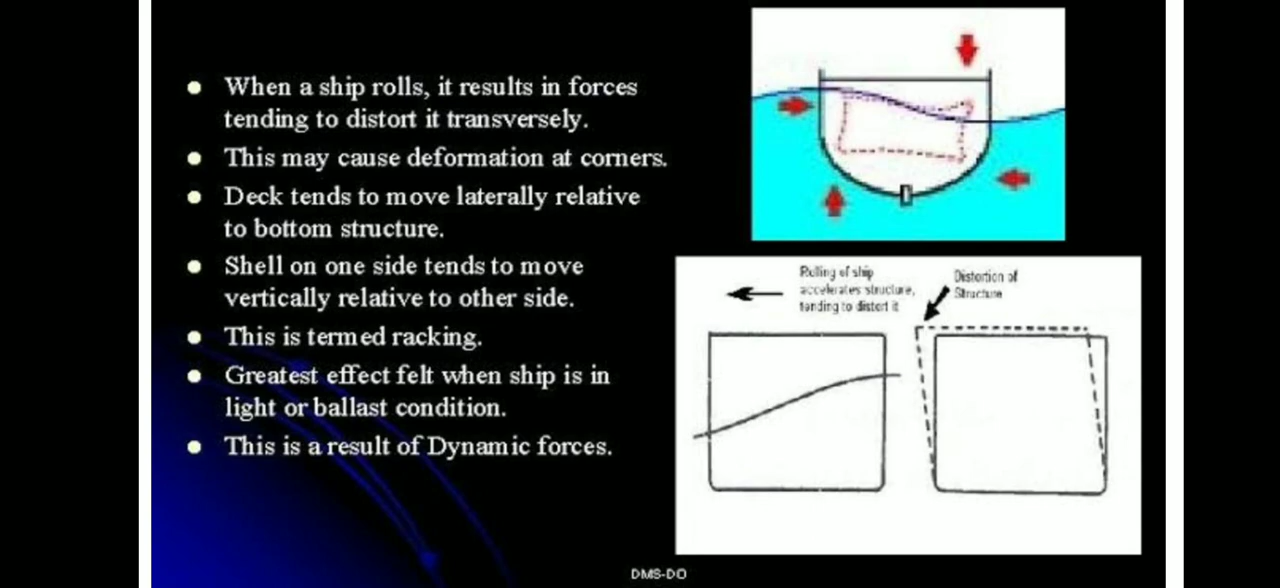 When a ship rolls, it results in forces
tending to distort it transversely.
This may cause deformation at corners.
Deck tends to move laterally relative
to bottom structure.
Shell on one side tends to move
vertically relative to other side.
This is termed racking.
Greatest effect felt when ship is in
light or ballast condition.
This is a result of Dynamic forces.
Rolling of ship
accelerates structure,
tending to distort it
Distortion of
Structure
DMS-DO